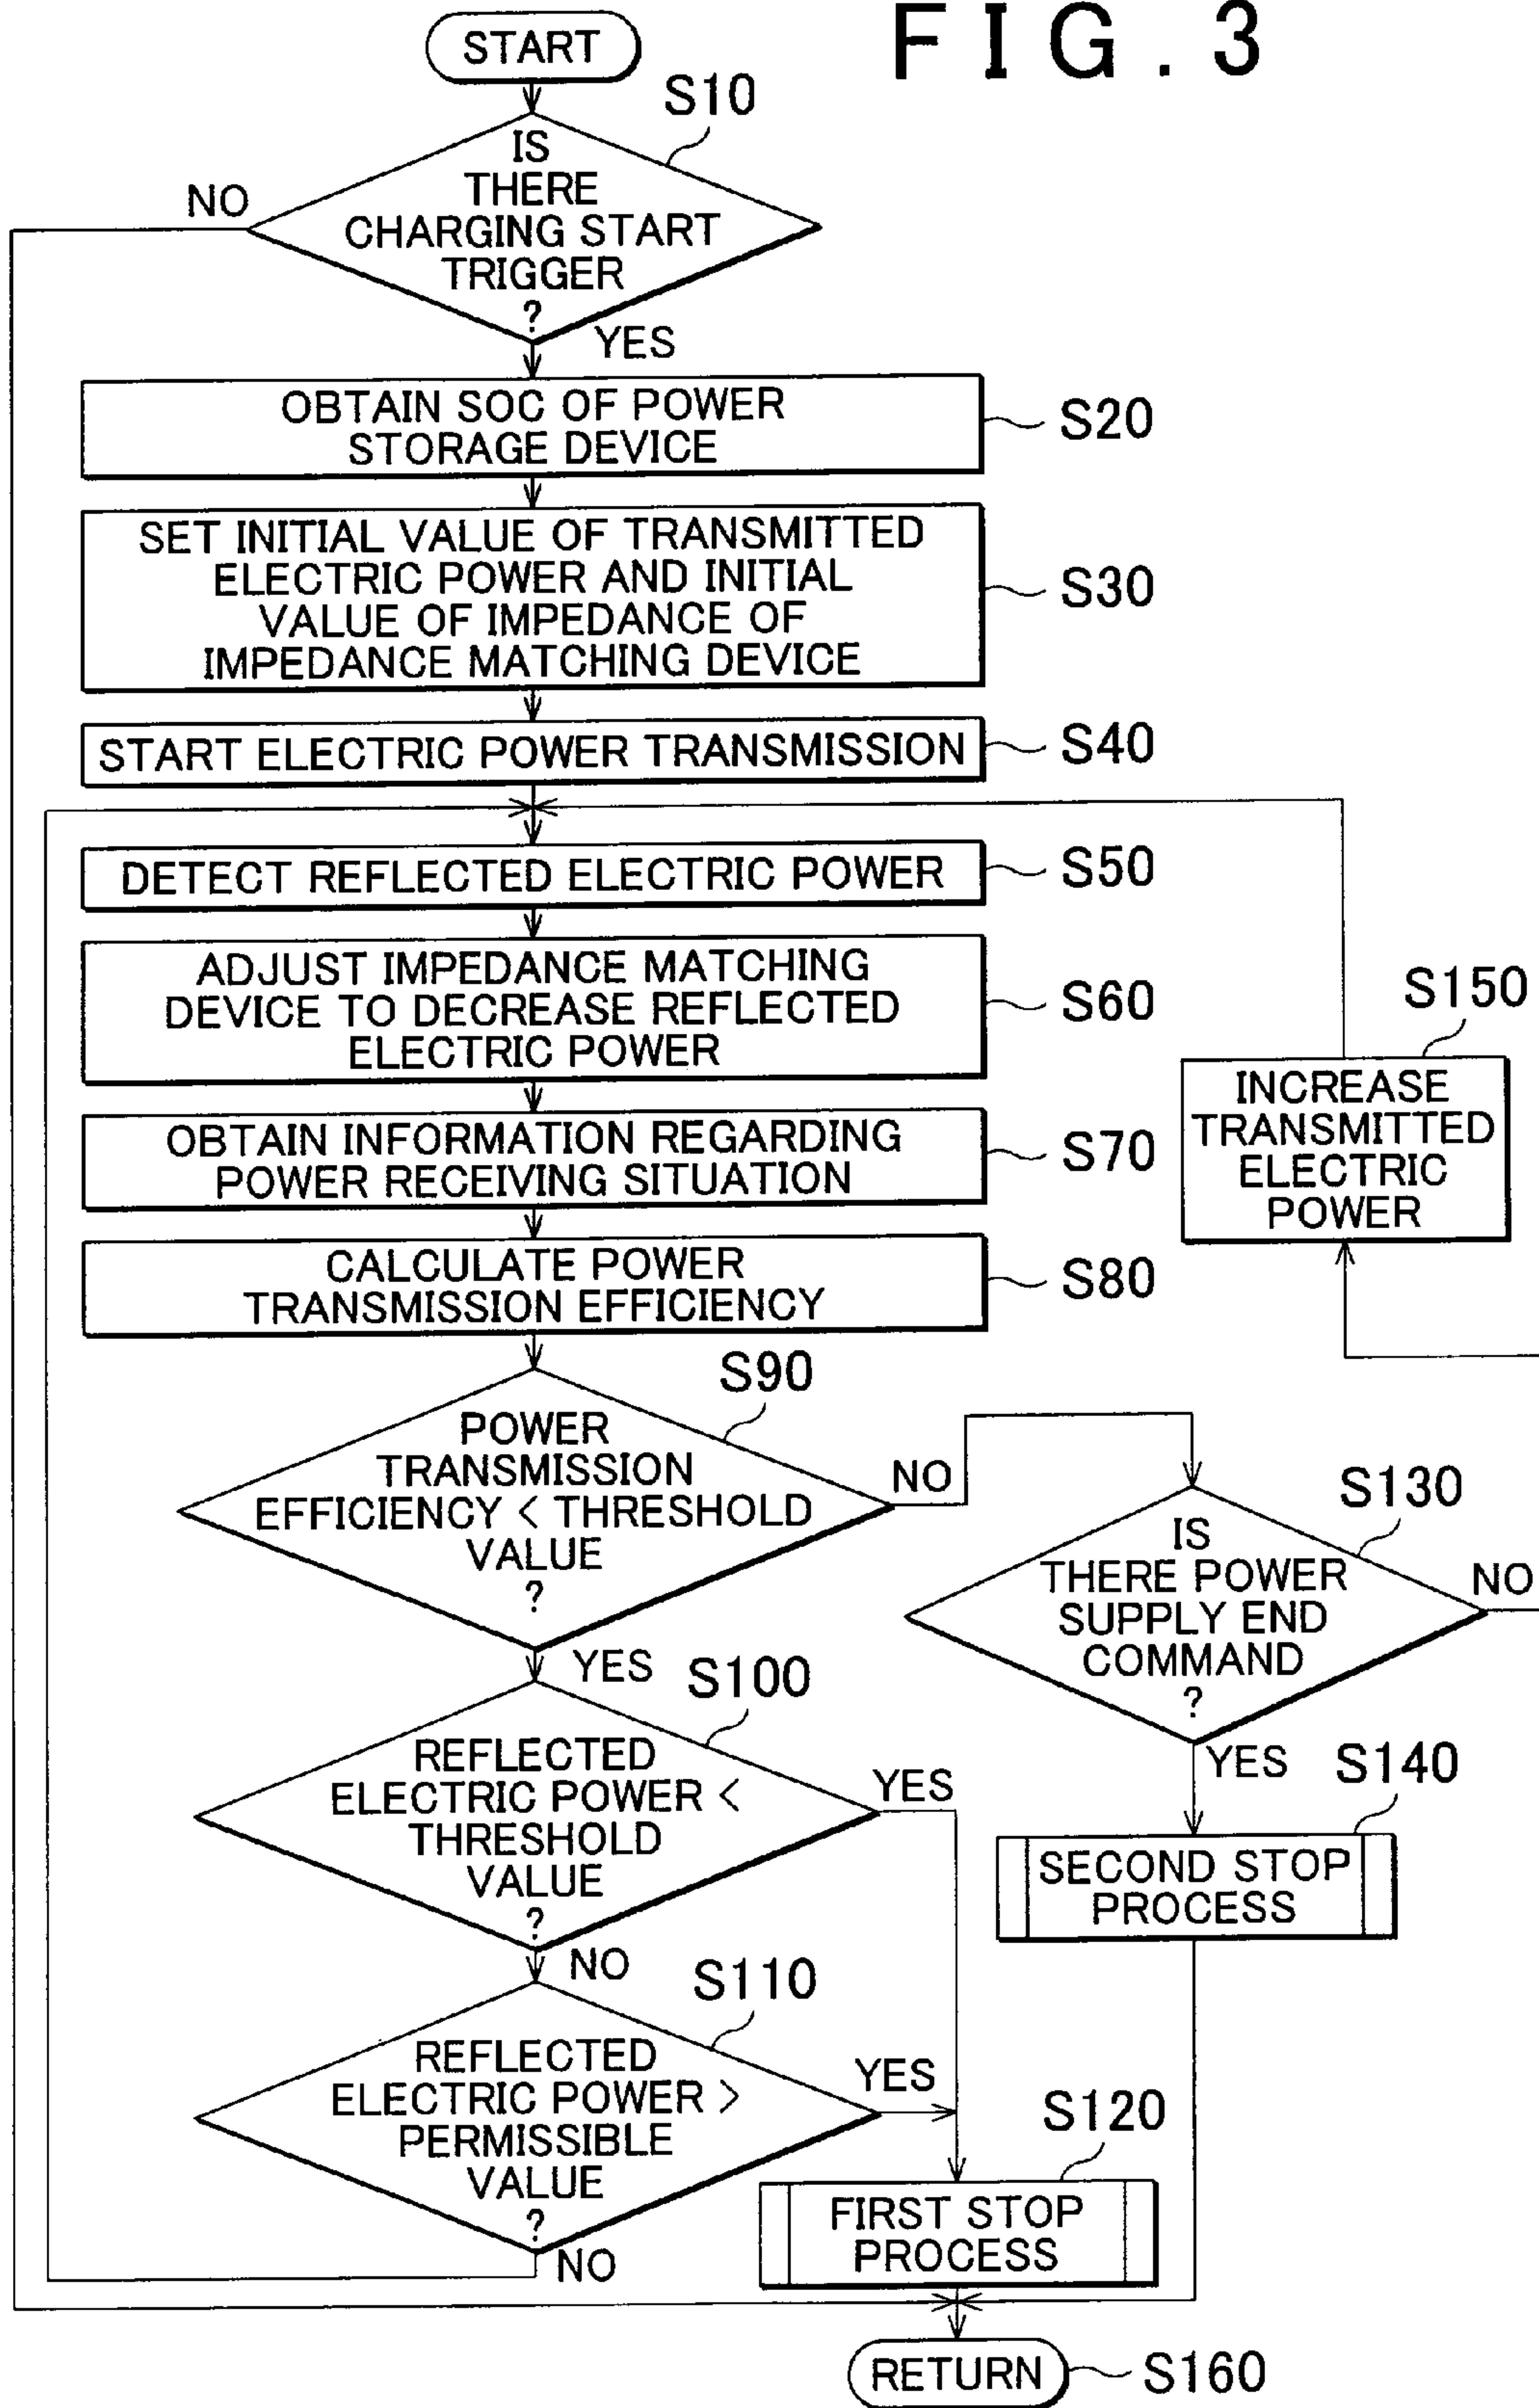 FIG. 3
START
S10
IS
THERE
CHARGING START
TRIGGER
?
NO
YES
OBTAIN SOC OF POWER
STORAGE DEVICE
S20
SET INITIAL VALUE OF TRANSMITTED
ELECTRIC POWER AND INITIAL
VALUE OF IMPEDANCE OF
IMPEDANCE MATCHING DEVICE
S30
START ELECTRIC POWER TRANSMISSION
S40
DETECT REFLECTED ELECTRIC POWER
S50
ADJUST IMPEDANCE MATCHING
DEVICE TO DECREASE REFLECTED
ELECTRIC POWER
S60
S150
INCREASE
TRANSMITTED
ELECTRIC
POWER
OBTAIN INFORMATION REGARDING
POWER RECEIVING SITUATION
S70
CALCULATE POWER
TRANSMISSION EFFICIENCY
S80
S90
POWER
TRANSMISSION
EFFICIENCY < THRESHOLD
VALUE
?
NO
YES
S130
IS
THERE POWER
SUPPLY END
COMMAND
?
NO
YES
S100
REFLECTED
ELECTRIC POWER <
THRESHOLD
VALUE
?
YES
NO
S140
SECOND STOP
PROCESS
S110
REFLECTED
ELECTRIC POWER >
PERMISSIBLE
VALUE
?
YES
NO
S120
FIRST STOP
PROCESS
RETURN
S160